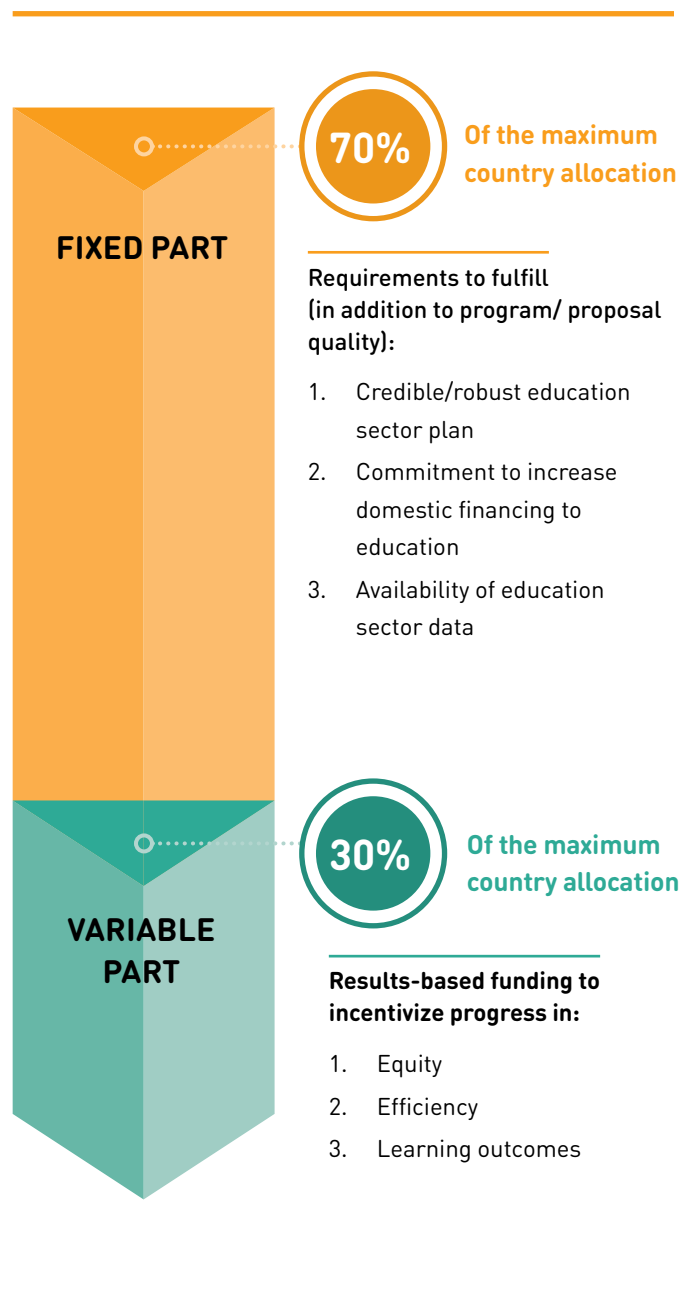 70%
Of the maximum
country allocation
FIXED PART
Requirements to fulfill
(in addition to program/ proposal
quality):
1. Credible/robust education
sector plan
2. Commitment to increase
domestic financing to
education
3. Availability of education
sector data
30%
Of the maximum
country allocation
VARIABLE
PART
Results-based funding to
incentivize progress in:
1. Equity
2. Efficiency
3. Learning outcomes